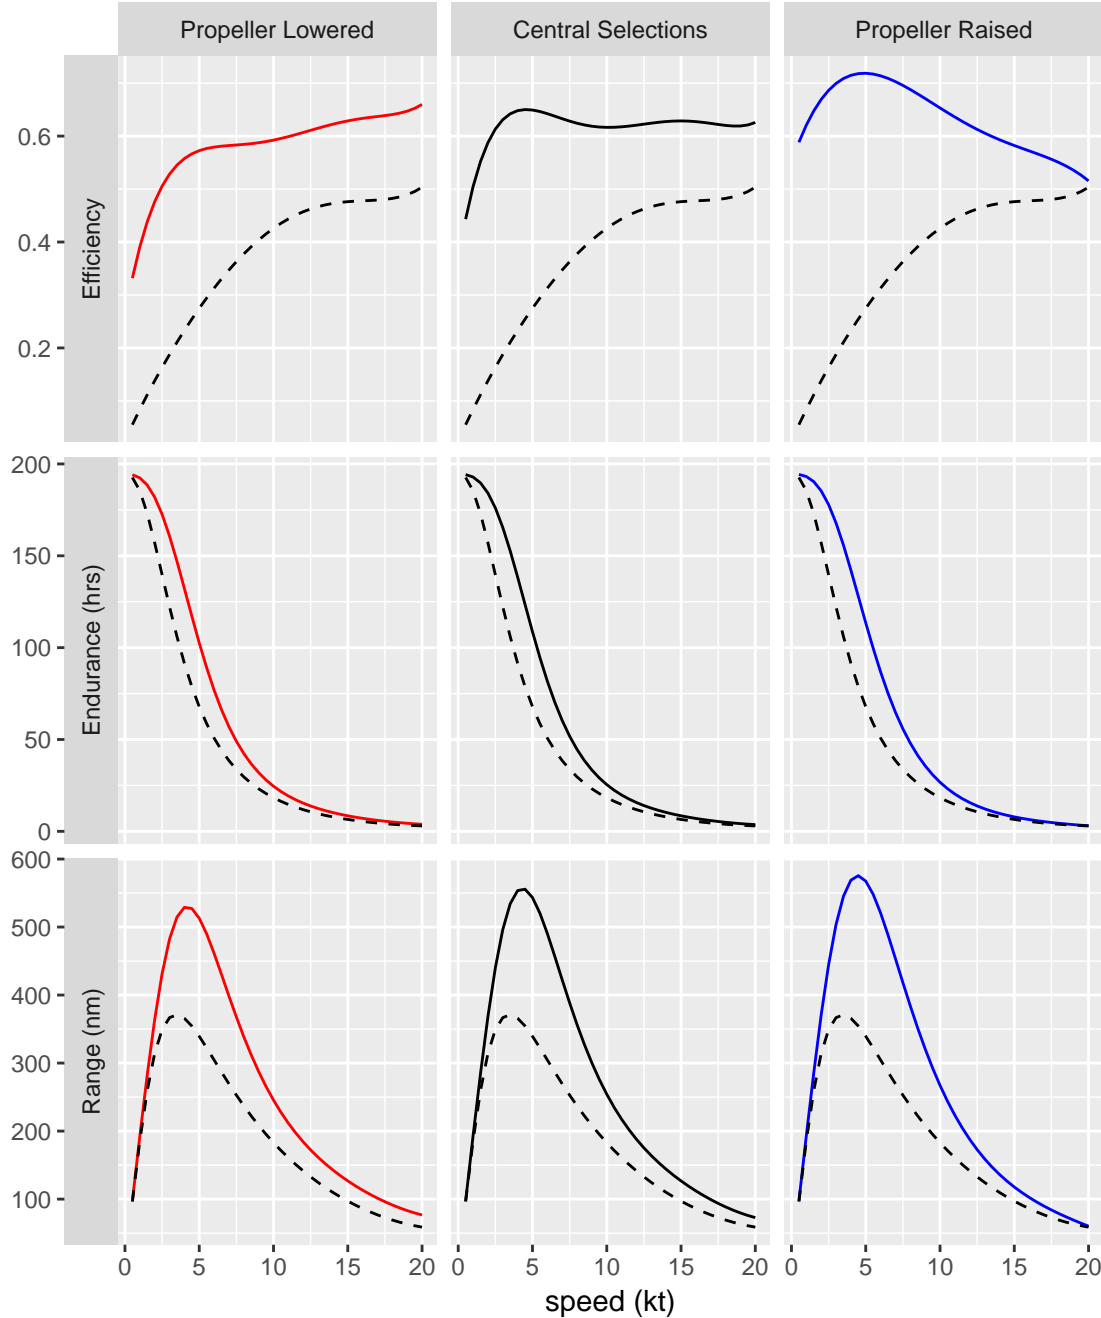 Propeller Lowered Central Selections Propeller Raised
Efficiency
0.6
0.4
0.2
Endurance (hrs)
200
150
100
50
0
Range (nm)
600
500
400
300
200
100
0 5 10 15 20 0 5 10 15 20 0 5 10 15 20
speed (kt)